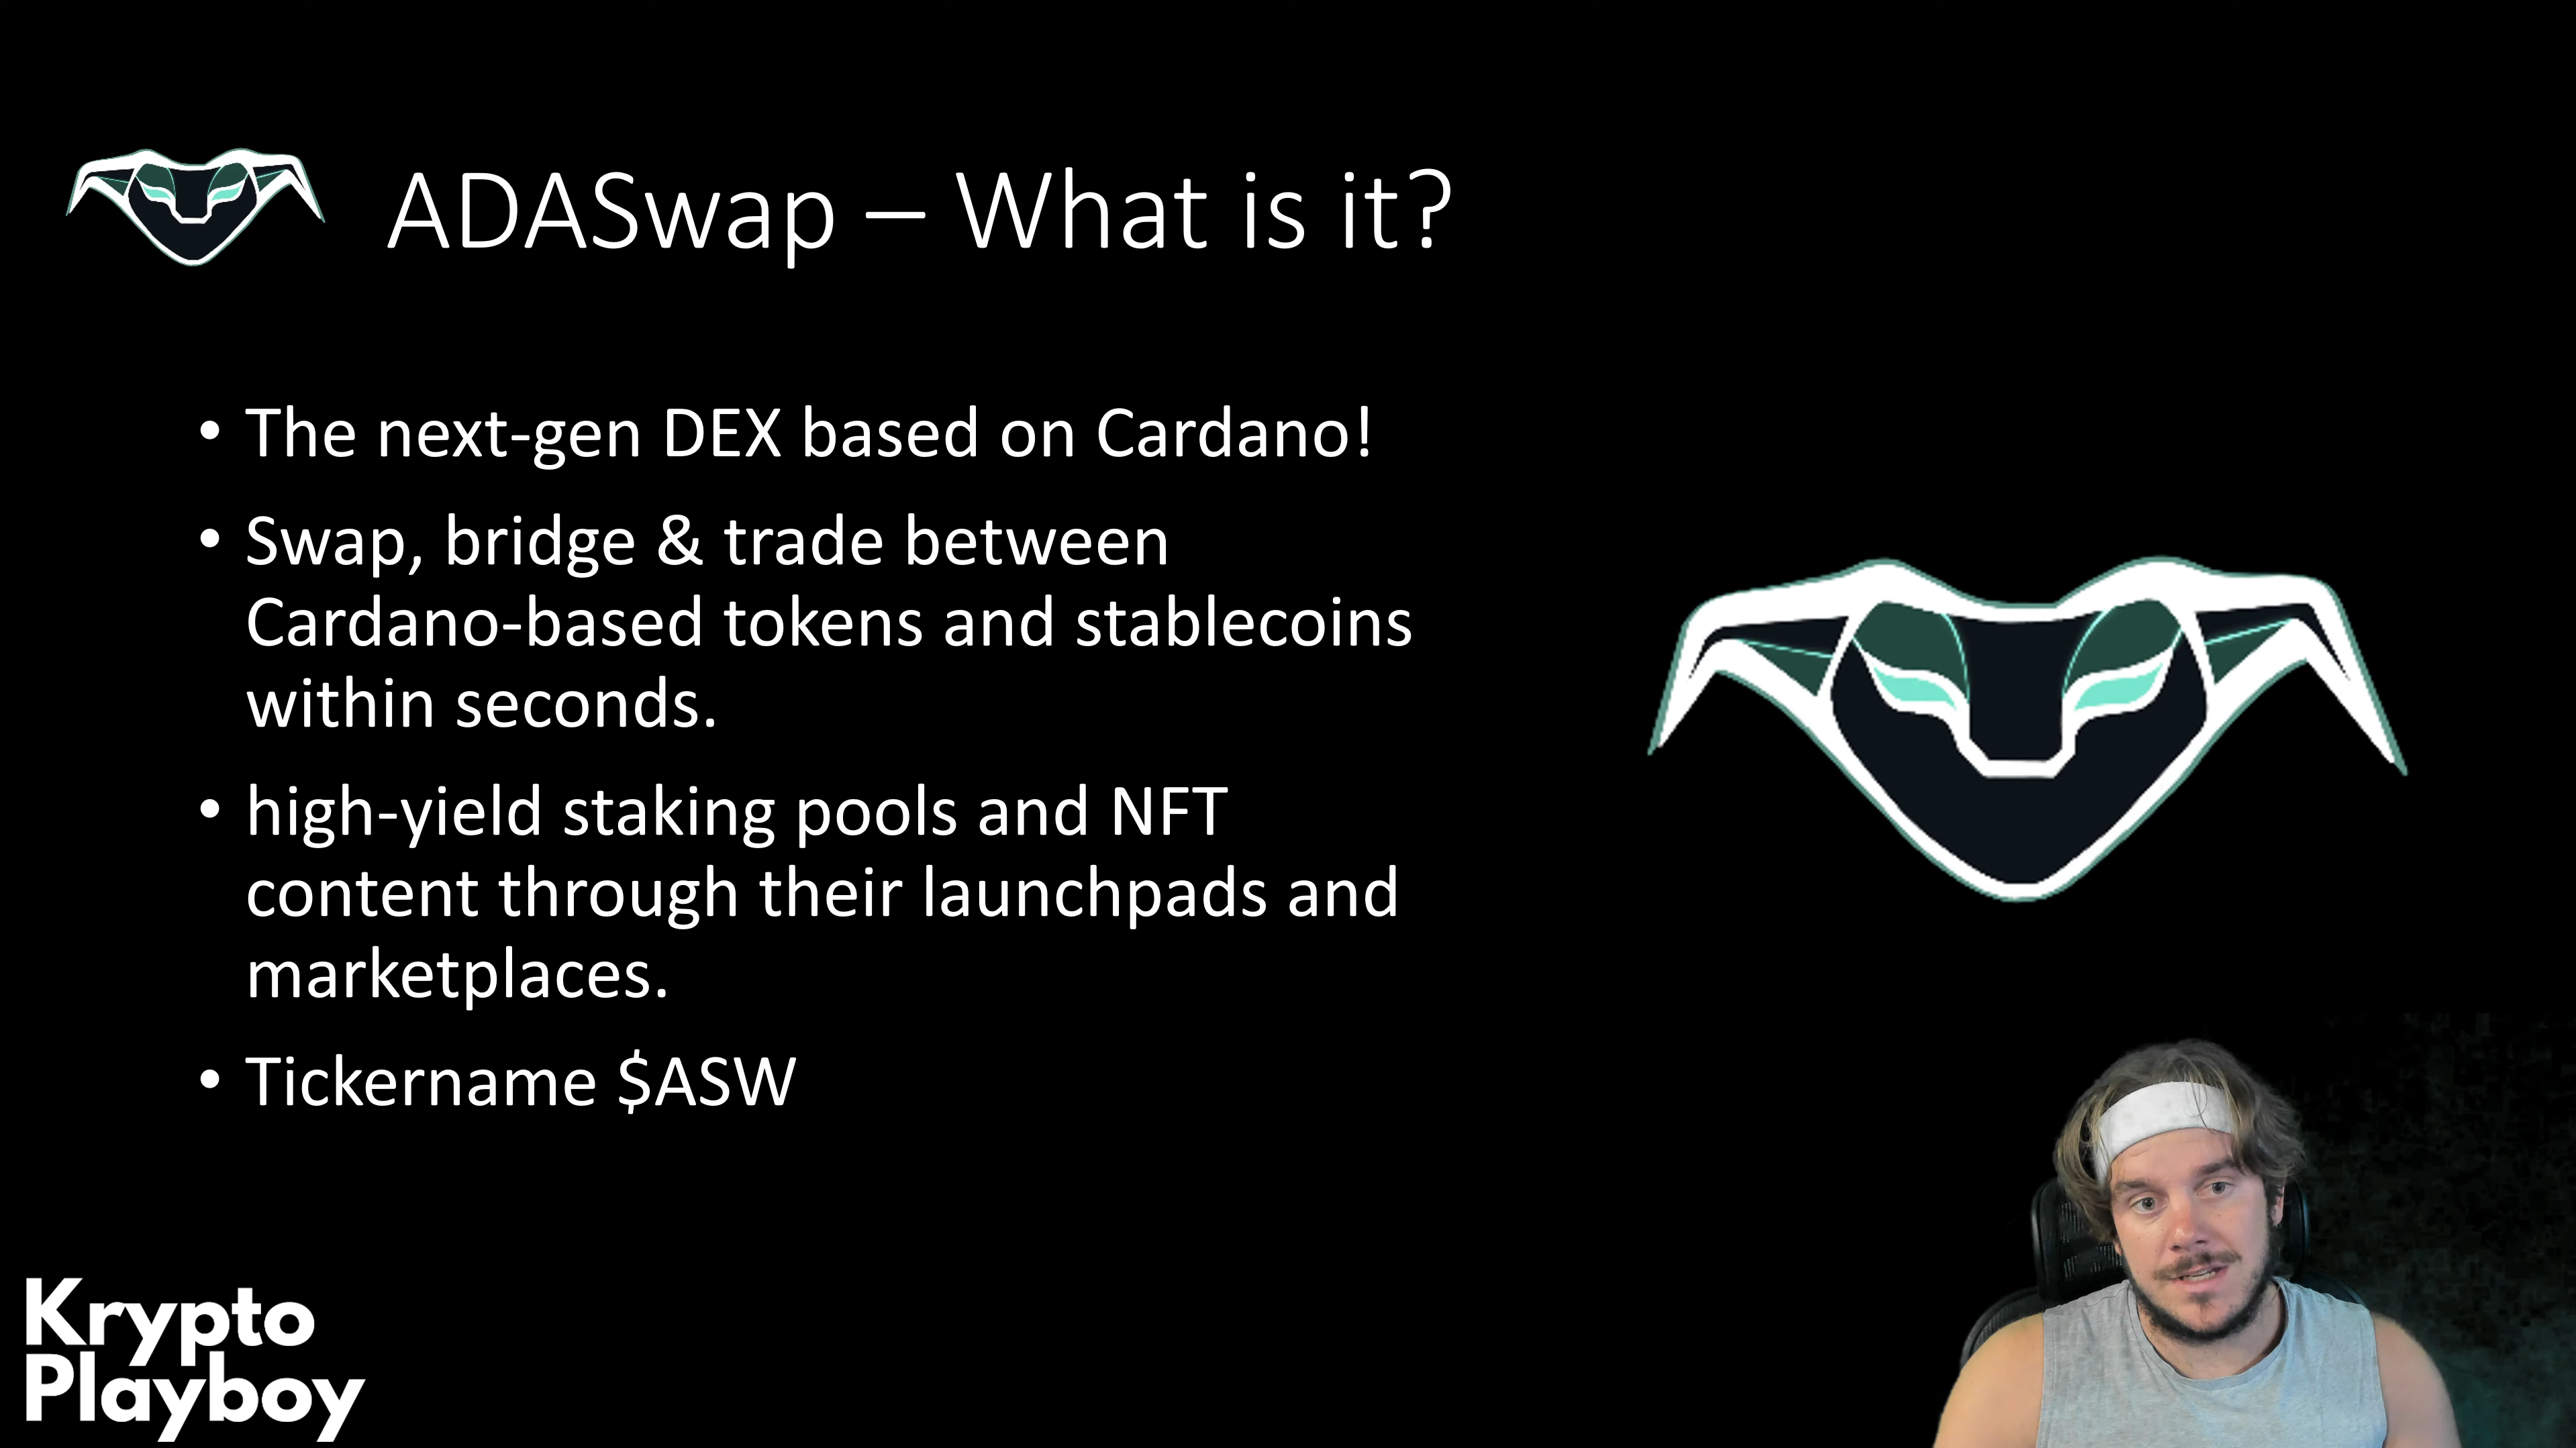 ADASwap – What is it?
• The next-gen DEX based on Cardano!
• Swap, bridge & trade between
Cardano-based tokens and stablecoins
within seconds.
• high-yield staking pools and NFT
content through their launchpads and
marketplaces.
• Tickername $ASW
Krypto
Playboy